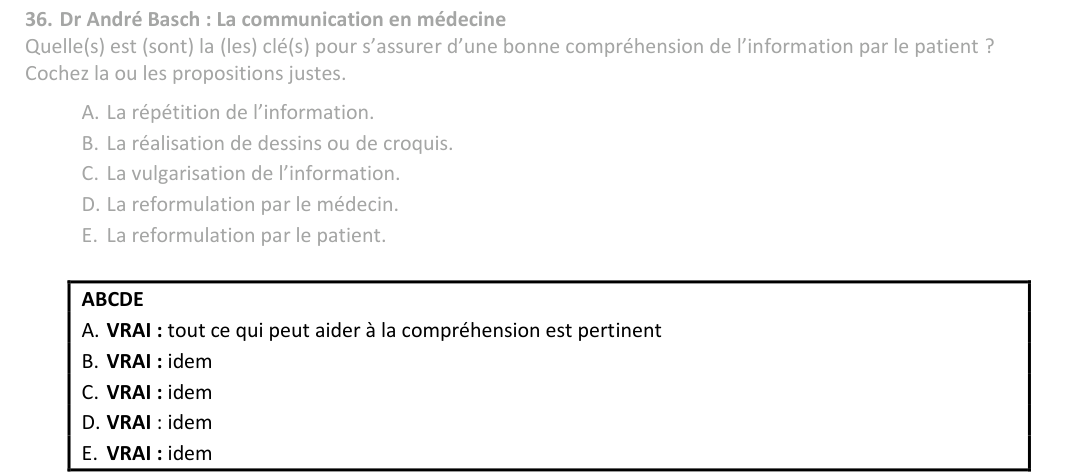 36. Dr André Basch : La communication en médecine
Quelle(s) est (sont) la (les) clé(s) pour s’assurer d’une bonne compréhension de l’information par le patient ?
Cochez la ou les propositions justes.
A. La répétition de l’information.
B. La réalisation de dessins ou de croquis.
C. La vulgarisation de l’information.
D. La reformulation par le médecin.
E. La reformulation par le patient.
ABCDE
A. VRAI : tout ce qui peut aider à la compréhension est pertinent
B. VRAI : idem
C. VRAI : idem
D. VRAI : idem
E. VRAI : idem